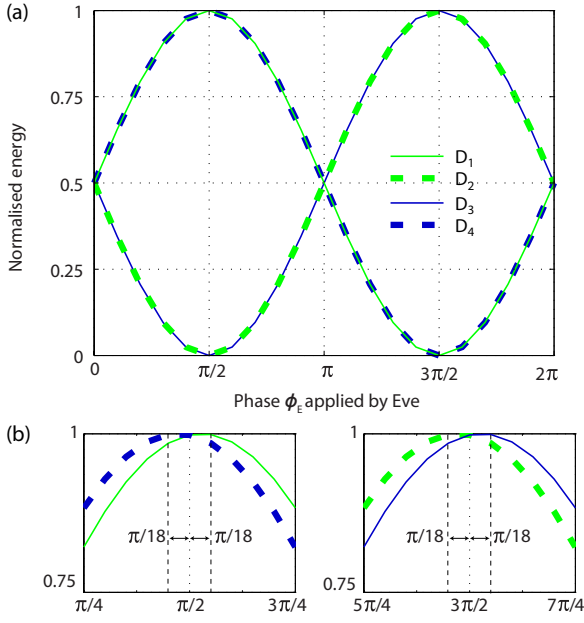 (a)
1
0.75
0.5
0.25
0
Normalised energy
D1
D2
D3
D4
0 π/2 π 3π/2 2π
Phase ϕE applied by Eve
(b)
1 1
π/18 π/18 π/18 π/18
0.75 0.75
π/4 π/2 3π/4 5π/4 3π/2 7π/4